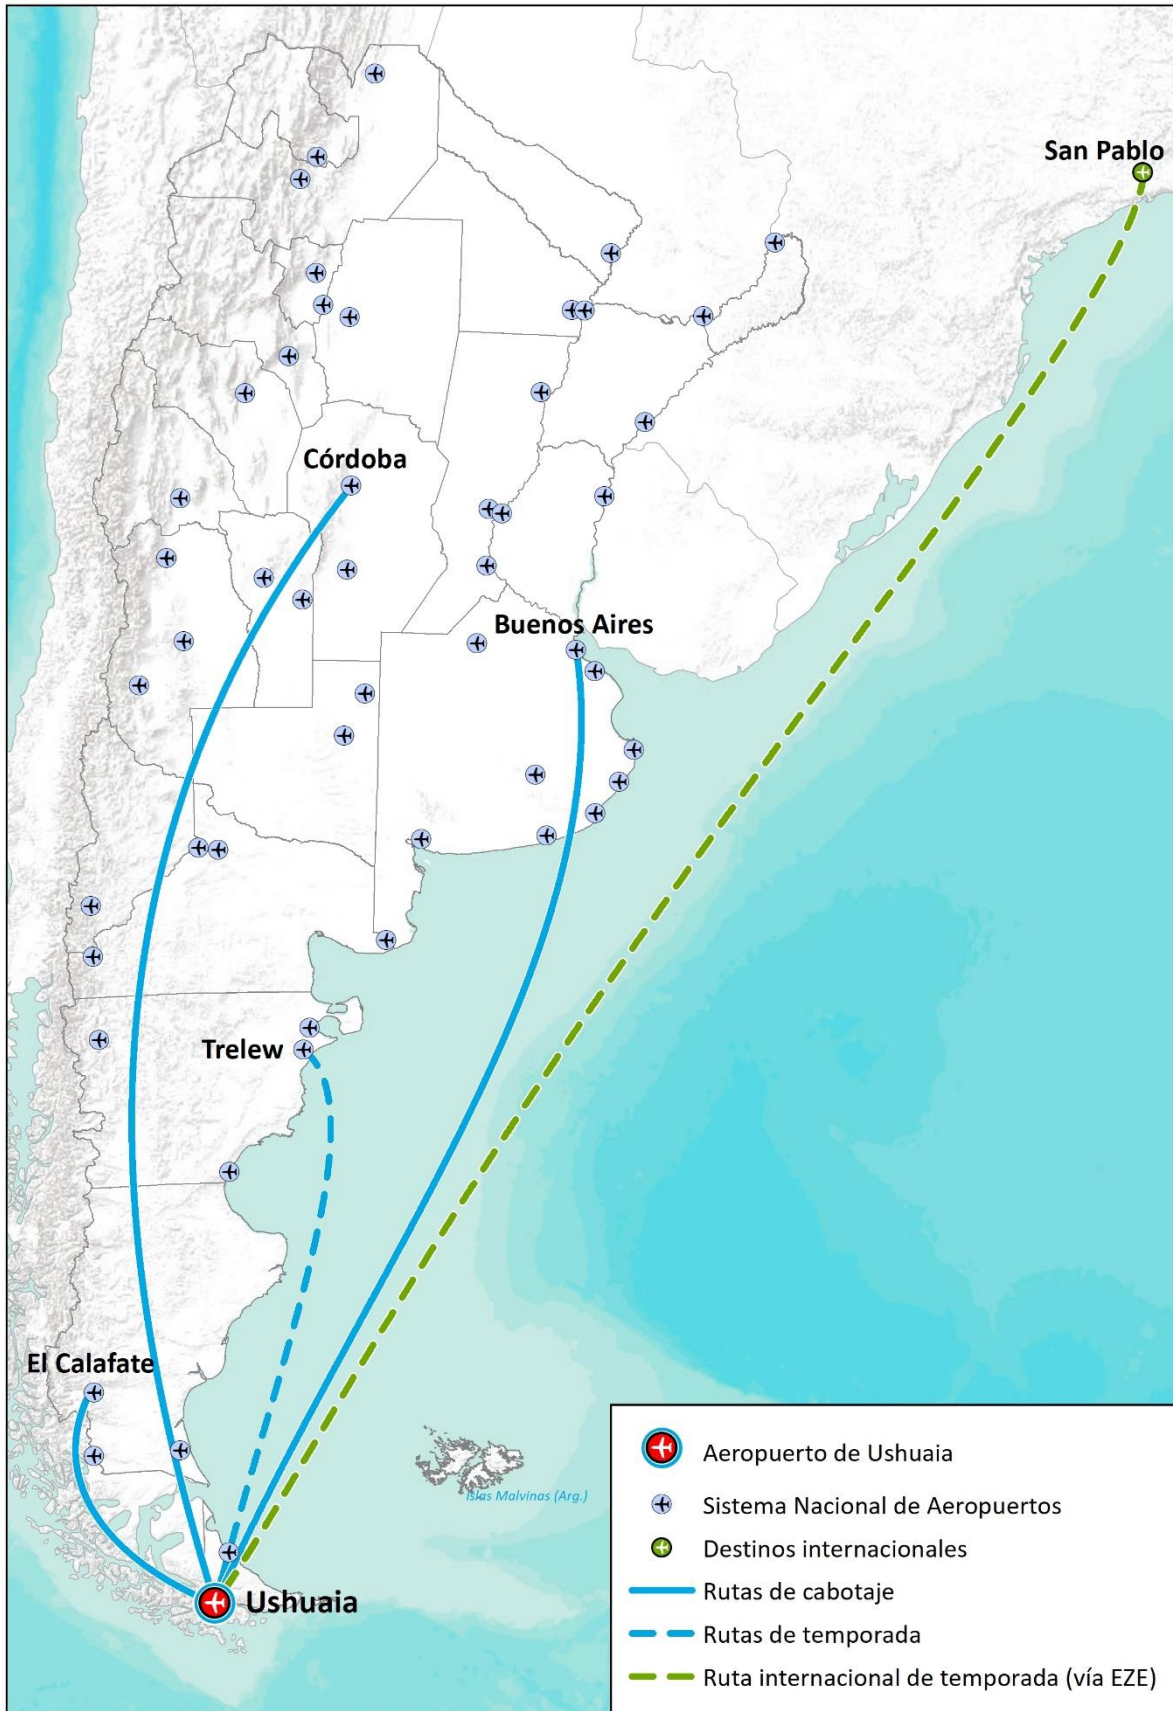 San Pablo
Córdoba
Buenos Aires
Trelew
El Calafate
Islas Malvinas (Arg.)
Ushuaia
Aeropuerto de Ushuaia
Sistema Nacional de Aeropuertos
Destinos internacionales
Rutas de cabotaje
Rutas de temporada
Ruta internacional de temporada (vía EZE)